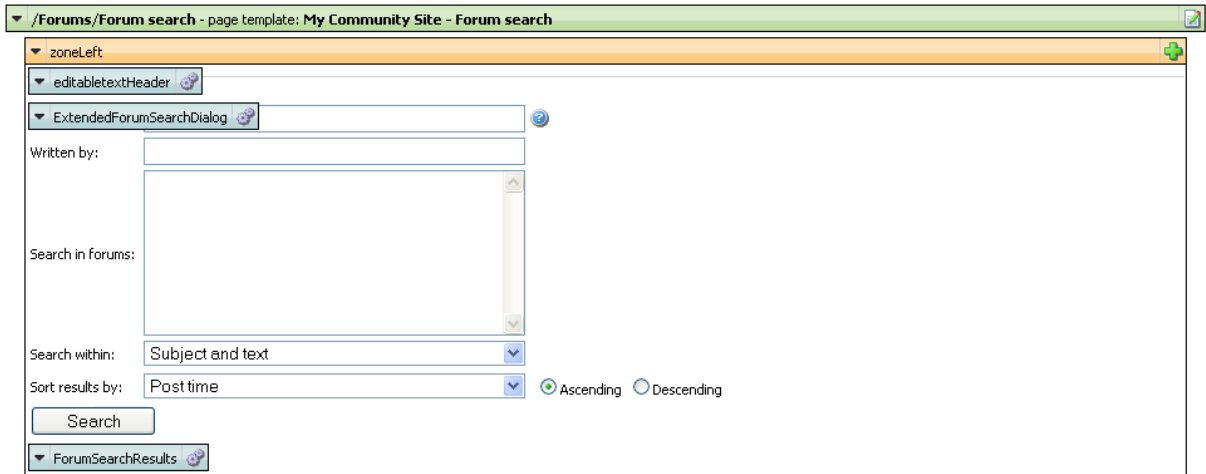 /Forums/Forum search - page template: My Community Site - Forum search
zoneLeft
editabletextHeader
ExtendedForumSearchDialog
Written by:
Search in forums:
Search within: Subject and text
Sort results by: Post time Ascending Descending
Search
ForumSearchResults